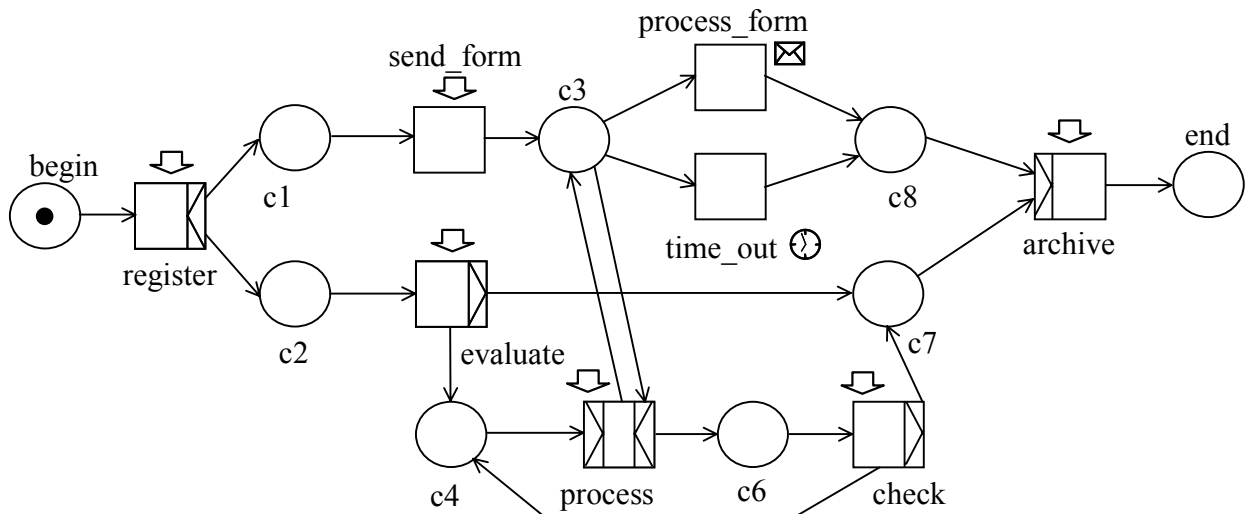 process_form
send_form
c3
begin
end
c1
c8
register
time_out
archive
c2
evaluate
c7
c4
process
c6
check